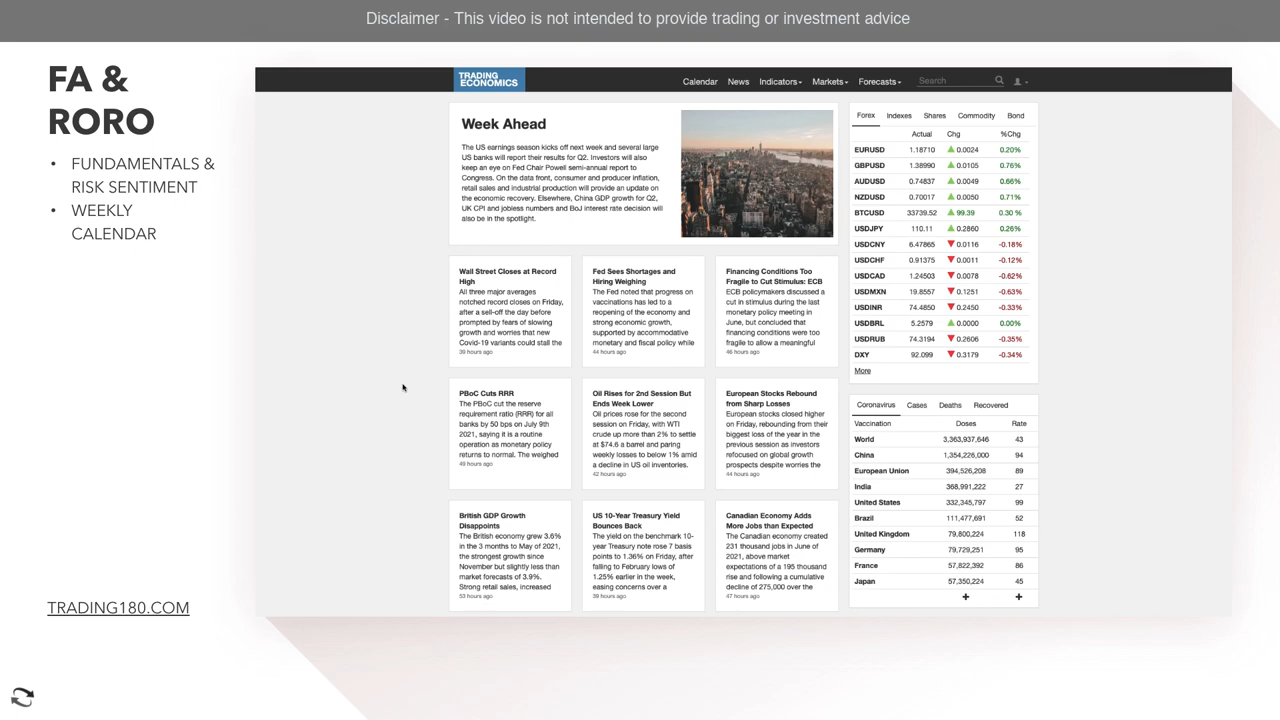 Disclaimer - This video is not intended to provide trading or investment advice
FA &
RORO
• FUNDAMENTALS &
RISK SENTIMENT
• WEEKLY
CALENDAR
TRADING180.COM
TRADING
ECONOMICS
Calendar News Indicators Markets Forecasts Search
Week Ahead
The US earnings season kicks off next week and several large
US banks will report their results for Q2. Investors will also
keep an eye on Fed Chair Powell semi-annual report to
Congress. On the data front, consumer and producer inflation,
retail sales and industrial production will provide an update on
the economic recovery. Elsewhere, China GDP growth for Q2,
UK CPI and jobless numbers and BoJ interest rate decision will
also be in the spotlight.
Wall Street Closes at Record
High
All three major averages
notched record closes on Friday,
after a sell-off the day before
prompted by fears of slowing
growth and worries that new
Covid-19 variants could stall the
39 hours ago
Fed Sees Shortages and
Hiring Weighing
The Fed noted that progress on
vaccinations has led to a
reopening of the economy and
strong economic growth,
supported by accommodative
monetary and fiscal policy while
44 hours ago
Financing Conditions Too
Fragile to Cut Stimulus: ECB
ECB policymakers discussed a
cut in stimulus during the last
monetary policy meeting in
June, but concluded that
financing conditions were too
fragile to allow a meaningful
46 hours ago
PBoC Cuts RRR
The PBoC cut the reserve
requirement ratio (RRR) for all
banks by 50 bps on July 9th
2021, saying it is a routine
operation as monetary policy
returns to normal. The weighed
49 hours ago
Oil Rises for 2nd Session But
Ends Week Lower
Oil prices rose for the second
session on Friday, with WTI
crude up more than 2% to settle
at $74.6 a barrel and paring
weekly losses to below 1% amid
a decline in US oil inventories.
42 hours ago
European Stocks Rebound
from Sharp Losses
European stocks closed higher
on Friday, rebounding from their
biggest loss of the year in the
previous session as investors
refocused on global growth
prospects despite worries the
44 hours ago
British GDP Growth
Disappoints
The British economy grew 3.6%
in the 3 months to May of 2021,
the strongest growth since
November but slightly less than
market forecasts of 3.9%.
Strong retail sales, increased
53 hours ago
US 10-Year Treasury Yield
Bounces Back
The yield on the benchmark 10-
year Treasury note rose 7 basis
points to 1.36% on Friday, after
falling to February lows of
1.25% earlier in the week,
easing concerns over a
39 hours ago
Canadian Economy Adds
More Jobs than Expected
The Canadian economy created
231 thousand jobs in June of
2021, above market
expectations of a 195 thousand
rise and following a cumulative
decline of 275,000 over the
47 hours ago
Forex Indexes Shares Commodity Bond
Actual Chg %Chg
EURUSD 1.18710 0.0024 0.20%
GBPUSD 1.38990 0.0105 0.76%
AUDUSD 0.74837 0.0049 0.66%
NZDUSD 0.70017 0.0050 0.71%
BTCUSD 33739.52 99.39 0.30 %
USDJPY 110.11 0.2860 0.26%
USDCNY 6.47865 0.0116 -0.18%
USDCHF 0.91375 0.0011 -0.12%
USDCAD 1.24503 0.0078 -0.62%
USDMXN 19.8557 0.1251 -0.63%
USDINR 74.4850 0.2450 -0.33%
USDBRL 5.2579 0.0000 0.00%
USDRUB 74.3194 0.2606 -0.35%
DXY 92.099 0.3179 -0.34%
More
Coronavirus Cases Deaths Recovered
Vaccination Doses Rate
World 3,363,937,646 43
China 1,354,226,000 94
European Union 394,526,208 89
India 368,991,222 27
United States 332,345,797 99
Brazil 111,477,691 52
United Kingdom 79,800,224 118
Germany 79,729,251 95
France 57,822,392 86
Japan 57,350,224 45
+ +